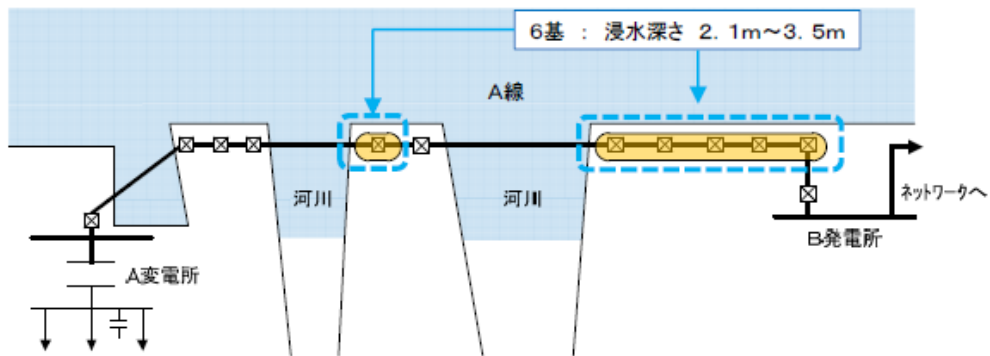 6基 : 浸水深さ 2.1m~3.5m
A線
河川
河川
ネットワークへ
B発電所
A変電所